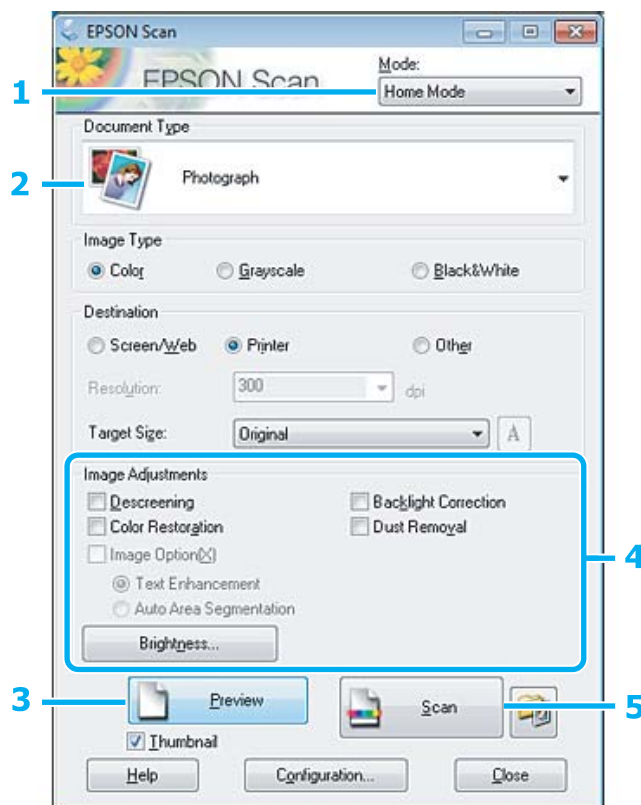 EPSON Scan
EPSON Scan
Mode:
1
Home Mode
Document Type
2
Photograph
Image Type
Color
Grayscale
Black&White
Destination
Screen/Web
Printer
Other
Resolution:
300
dpi
Target Size:
Original
A
Image Adjustments
Descreening
Backlight Correction
Color Restoration
Dust Removal
4
Image Option(X)
Text Enhancement
Auto Area Segmentation
Brightness...
3
Preview
Scan
5
Thumbnail
Help
Configuration...
Close